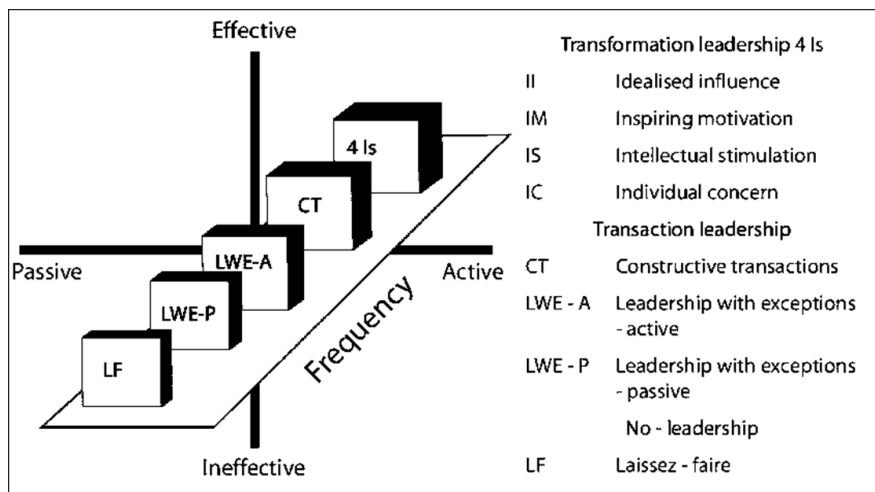 Effective
4 Is
CT
LWE-A
Passive
Active
LWE-P
LF
Frequency
Ineffective
Transformation leadership 4 Is
II Idealised influence
IM Inspiring motivation
IS Intellectual stimulation
IC Individual concern
Transaction leadership
CT Constructive transactions
LWE - A Leadership with exceptions
- active
LWE - P Leadership with exceptions
- passive
No - leadership
LF Laissez - faire